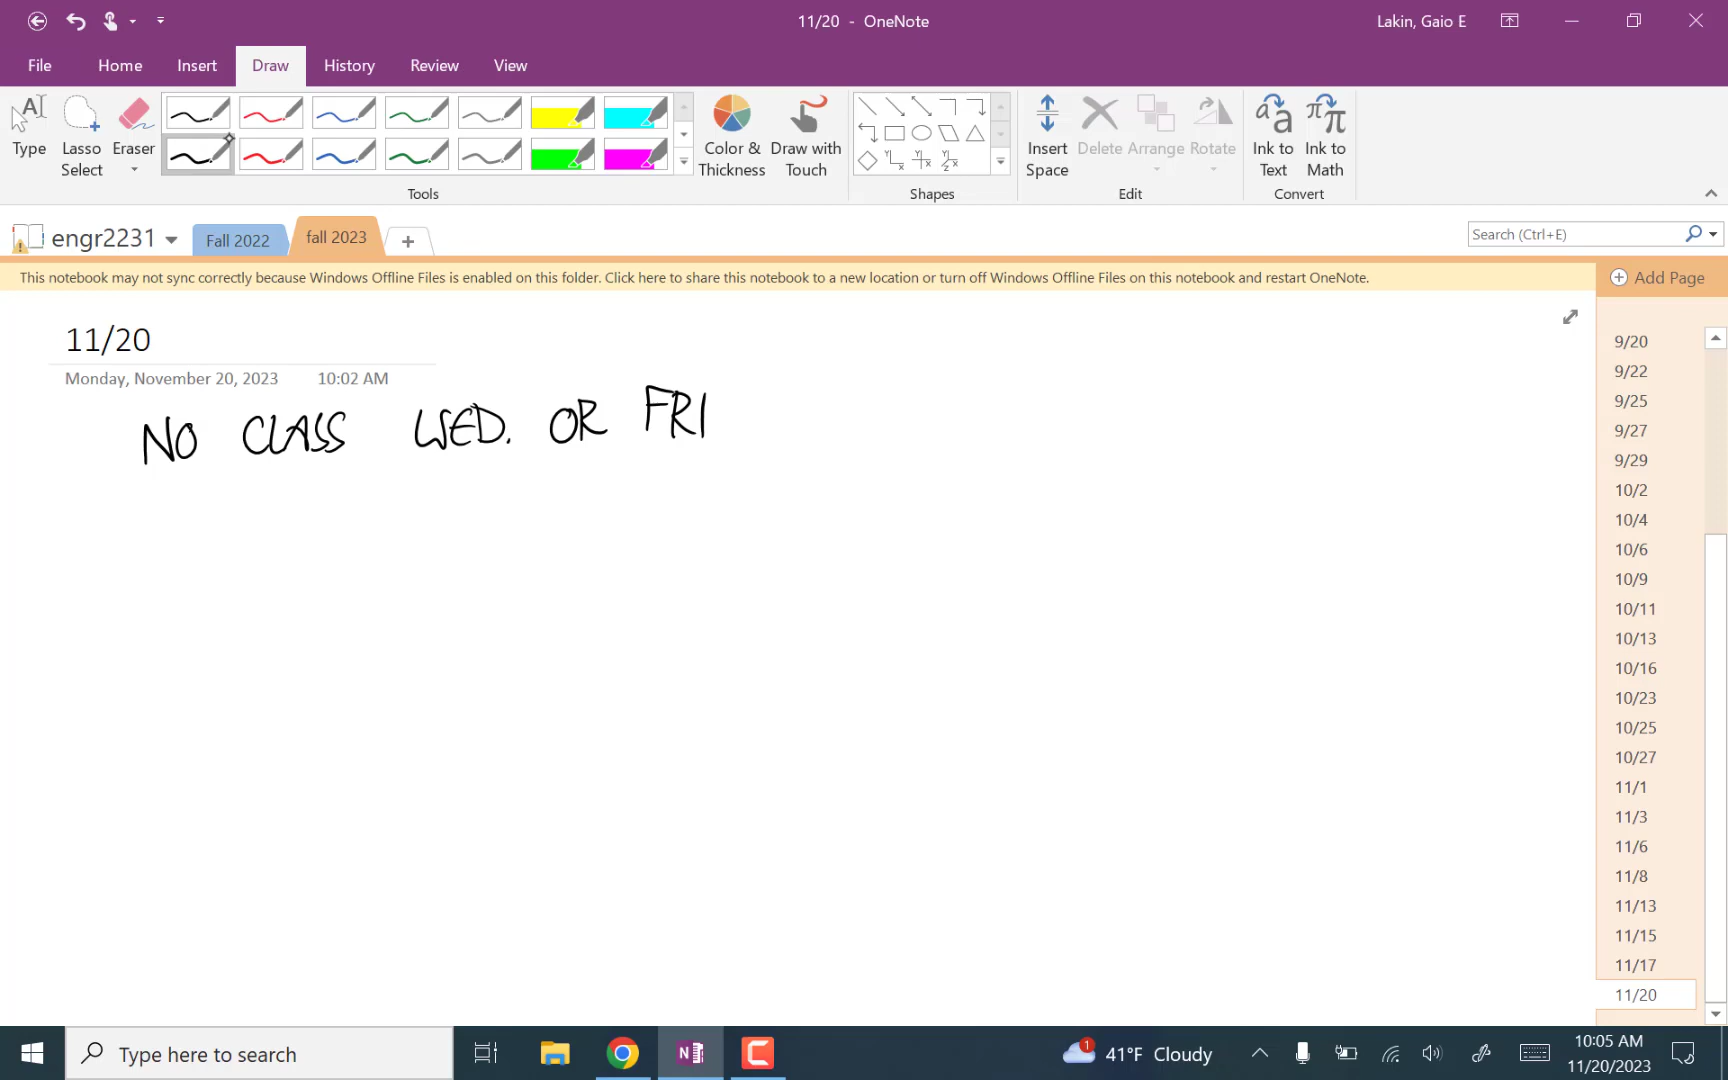 11/20 - OneNote
Lakin, Gaio E
File Home Insert Draw History Review View
Type
Lasso Select
Eraser
Color & Thickness
Draw with Touch
Insert Space
Delete
Arrange
Rotate
Ink to Text
Ink to Math
Tools
Shapes
Edit
Convert
engr2231
Fall 2022
fall 2023
Search (Ctrl+E)
This notebook may not sync correctly because Windows Offline Files is enabled on this folder. Click here to share this notebook to a new location or turn off Windows Offline Files on this notebook and restart OneNote.
Add Page
11/20
Monday, November 20, 2023 10:02 AM
NO CLASS WED. OR FRI
9/20
9/22
9/25
9/27
9/29
10/2
10/4
10/6
10/9
10/11
10/13
10/16
10/23
10/25
10/27
11/1
11/3
11/6
11/8
11/13
11/15
11/17
11/20
Type here to search
1
41°F Cloudy
10:05 AM
11/20/2023